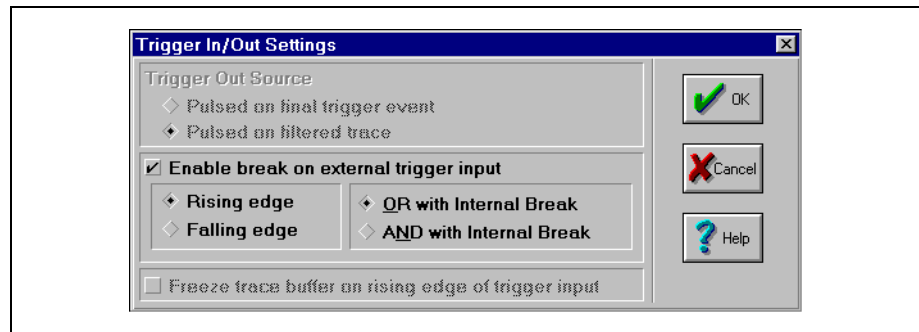 Trigger In/Out Settings
Trigger Out Source
Pulsed on final trigger event
Pulsed on filtered trace
Enable break on external trigger input
Rising edge
Falling edge
OR with Internal Break
AND with Internal Break
Freeze trace buffer on rising edge of trigger input
OK
Cancel
Help